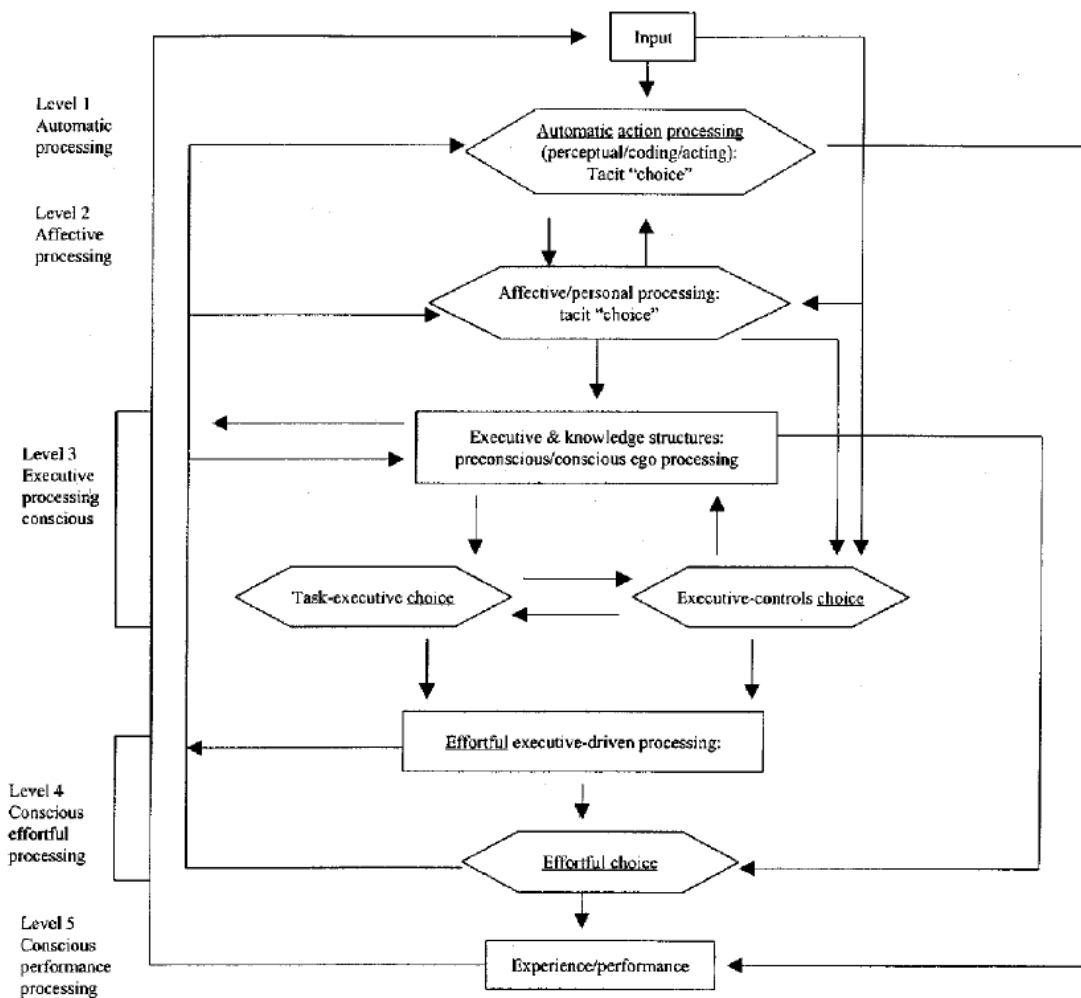 Input
Level 1
Automatic
processing
Automatic action processing
(perceptual/coding/acting):
Tacit “choice”
Level 2
Affective
processing
Affective/personal processing:
tacit “choice”
Level 3
Executive
processing
conscious
Executive & knowledge structures:
preconscious/conscious ego processing
Task-executive choice
Executive-controls choice
Effortful executive-driven processing:
Level 4
Conscious
effortful
processing
Effortful choice
Level 5
Conscious
performance
processing
Experience/performance